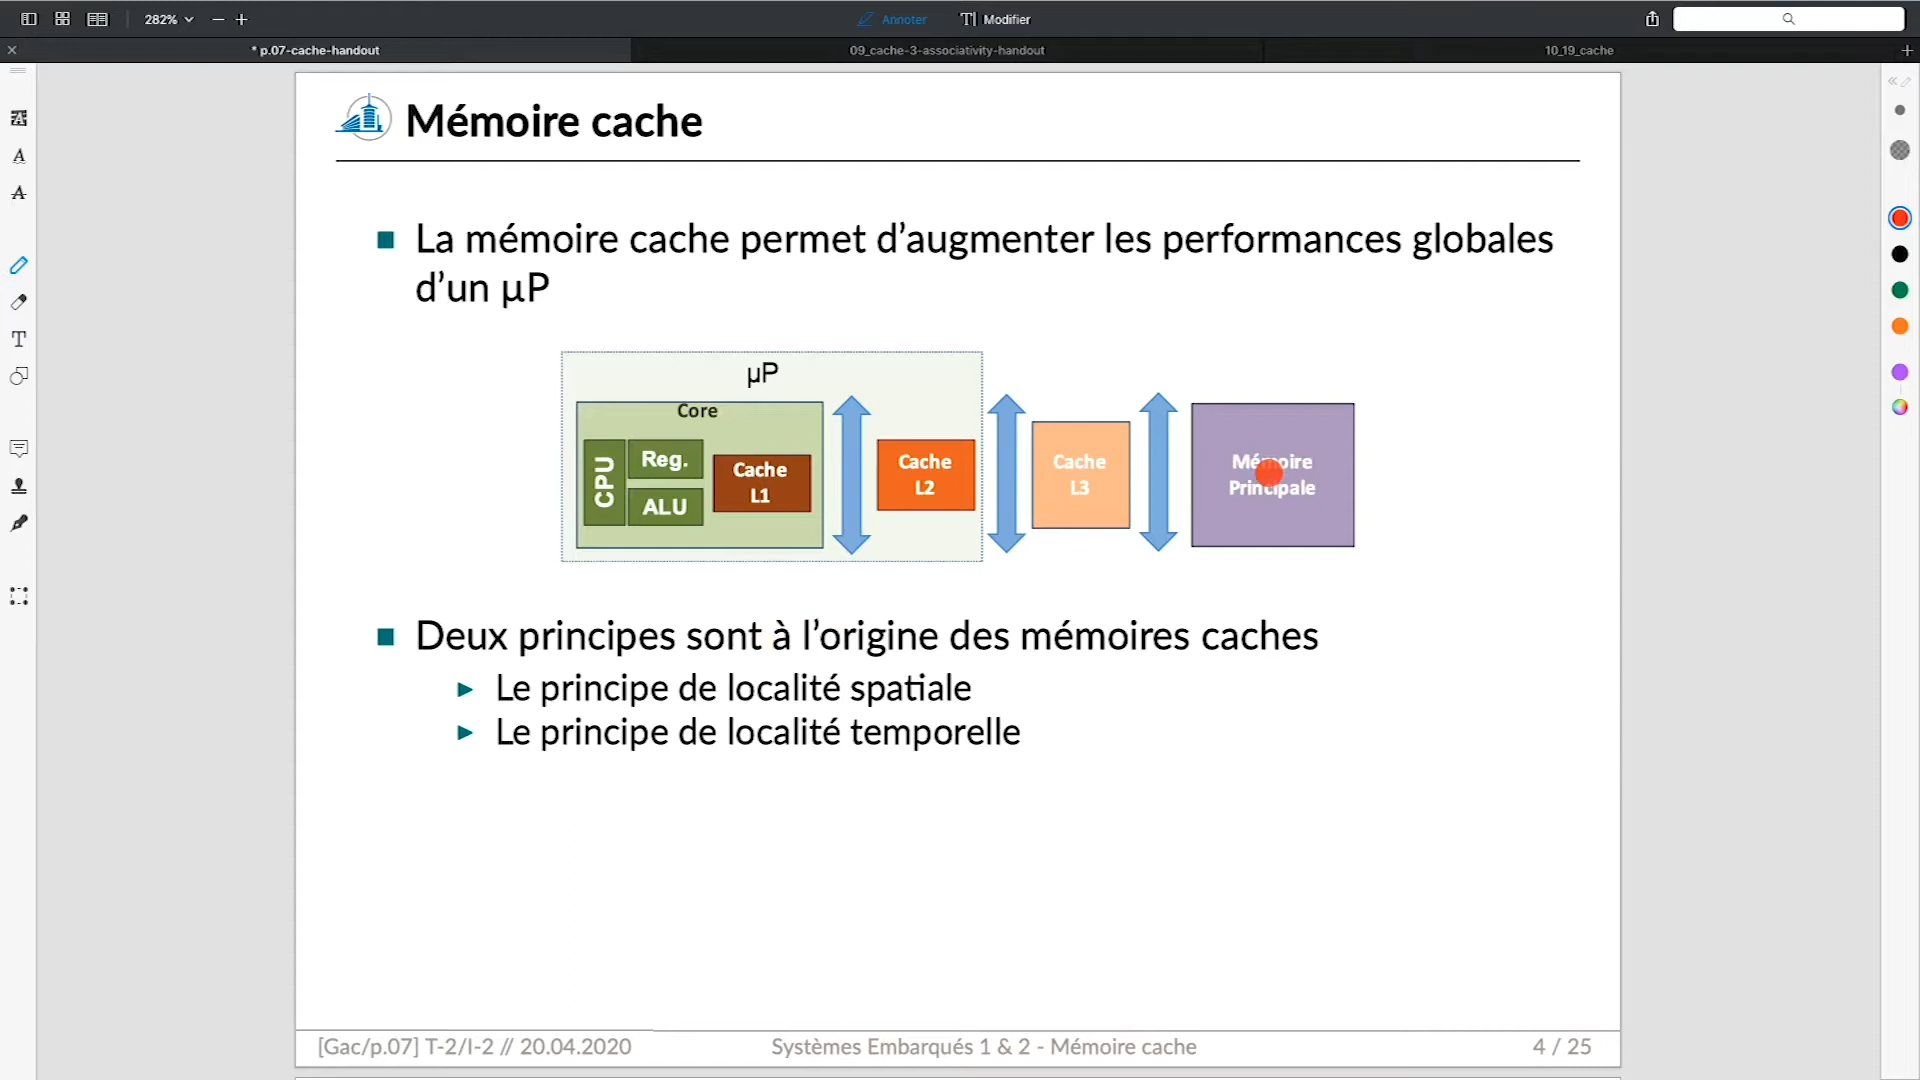 282%
Annoter
Modifier
* p.07-cache-handout
09_cache-3-associativity-handout
10_19_cache
Mémoire cache
La mémoire cache permet d’augmenter les performances globales
d’un µP
µP
Core
CPU
Reg.
ALU
Cache
L1
Cache
L2
Cache
L3
Mémoire
Principale
Deux principes sont à l’origine des mémoires caches
Le principe de localité spatiale
Le principe de localité temporelle
[Gac/p.07] T-2/I-2 // 20.04.2020
Systèmes Embarqués 1 & 2 - Mémoire cache
4 / 25